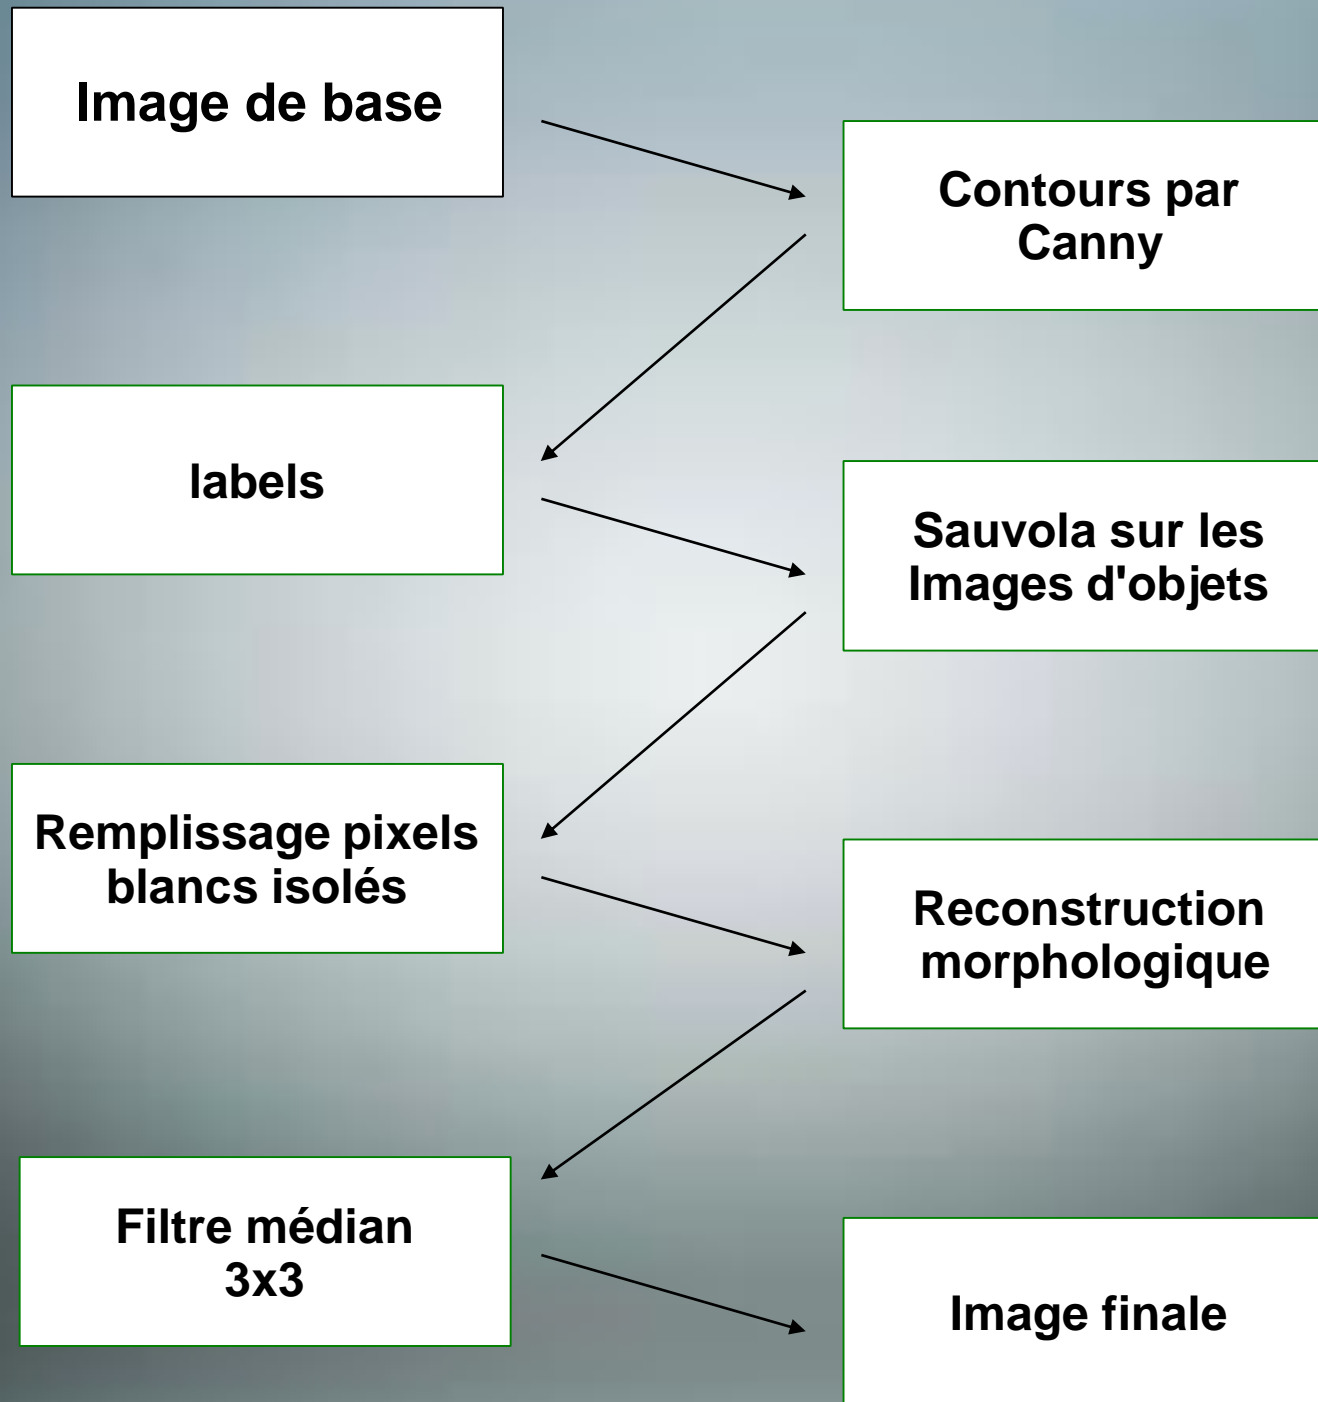 Image de base
Contours par
Canny
labels
Sauvola sur les
Images d'objets
Remplissage pixels
blancs isolés
Reconstruction
morphologique
Filtre médian
3x3
Image finale